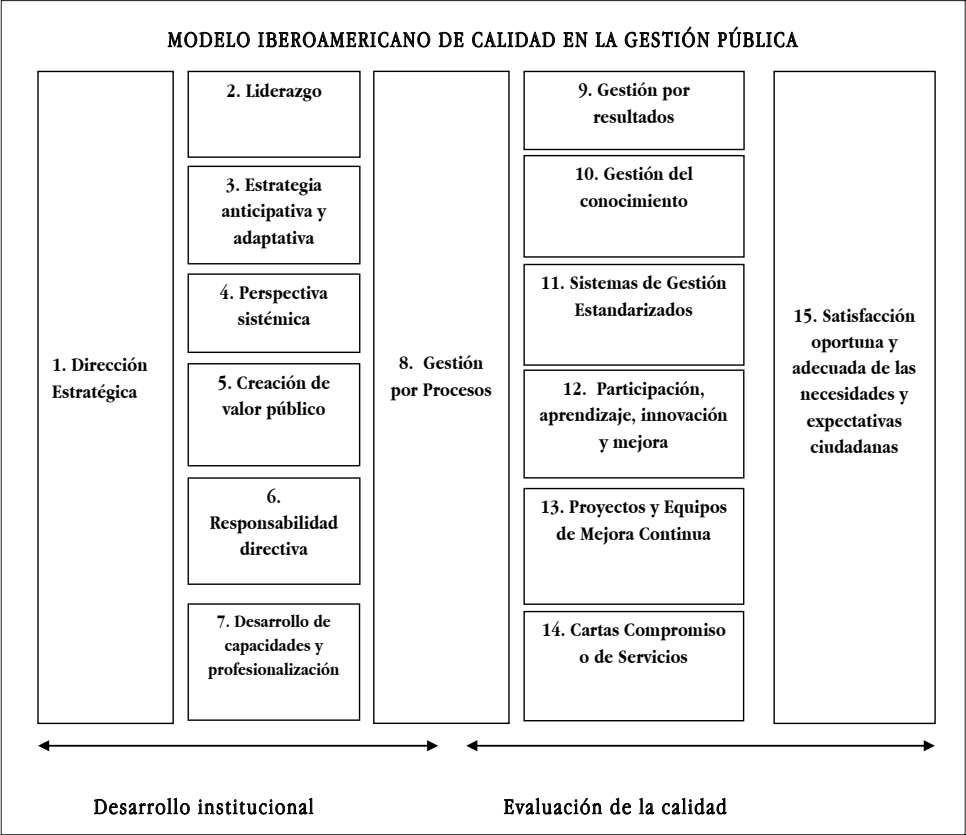 MODELO IBEROAMERICANO DE CALIDAD EN LA GESTIÓN PÚBLICA
1. Dirección
Estratégica
2. Liderazgo
3. Estrategia
anticipativa y
adaptativa
4. Perspectiva
sistémica
5. Creación de
valor público
6.
Responsabilidad
directiva
7. Desarrollo de
capacidades y
profesionalización
8. Gestión
por Procesos
9. Gestión por
resultados
10. Gestión del
conocimiento
11. Sistemas de Gestión
Estandarizados
12. Participación,
aprendizaje, innovación
y mejora
13. Proyectos y Equipos
de Mejora Continua
14. Cartas Compromiso
o de Servicios
15. Satisfacción
oportuna y
adecuada de las
necesidades y
expectativas
ciudadanas
Desarrollo institucional
Evaluación de la calidad